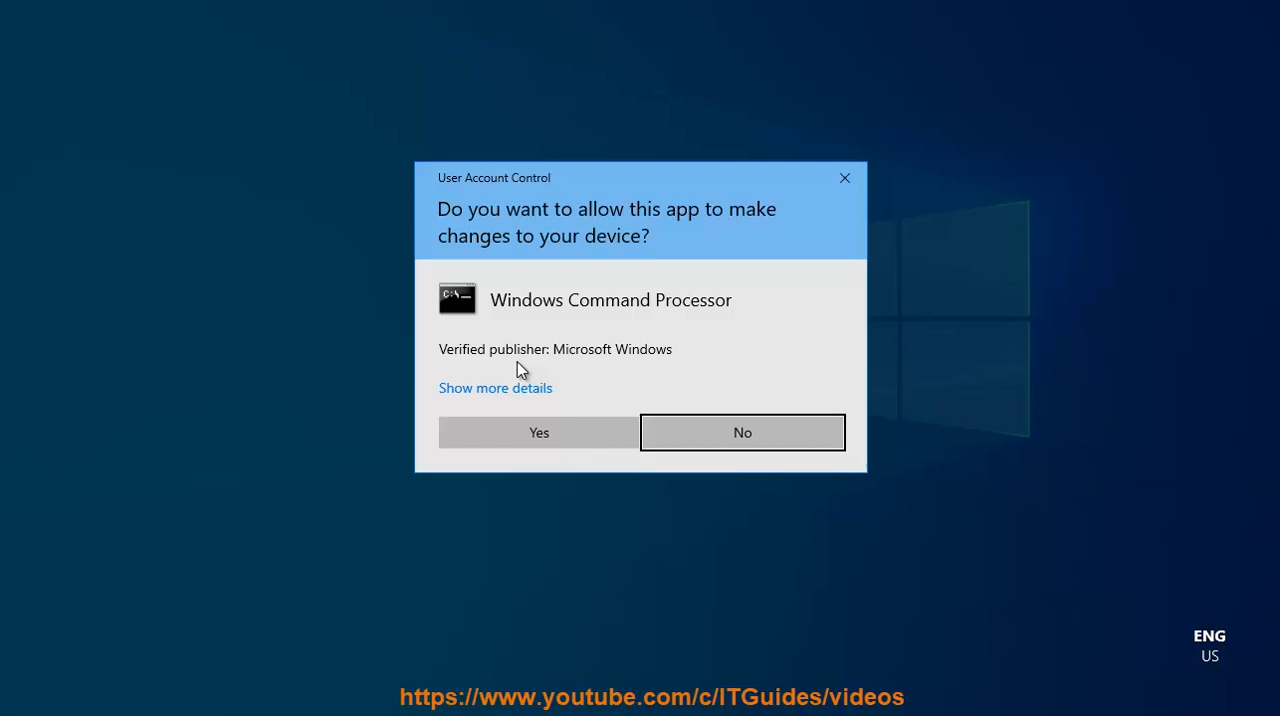 User Account Control
Do you want to allow this app to make
changes to your device?
C:\_
Windows Command Processor
Verified publisher: Microsoft Windows
Show more details
Yes
No
ENG
US
https://www.youtube.com/c/ITGuides/videos